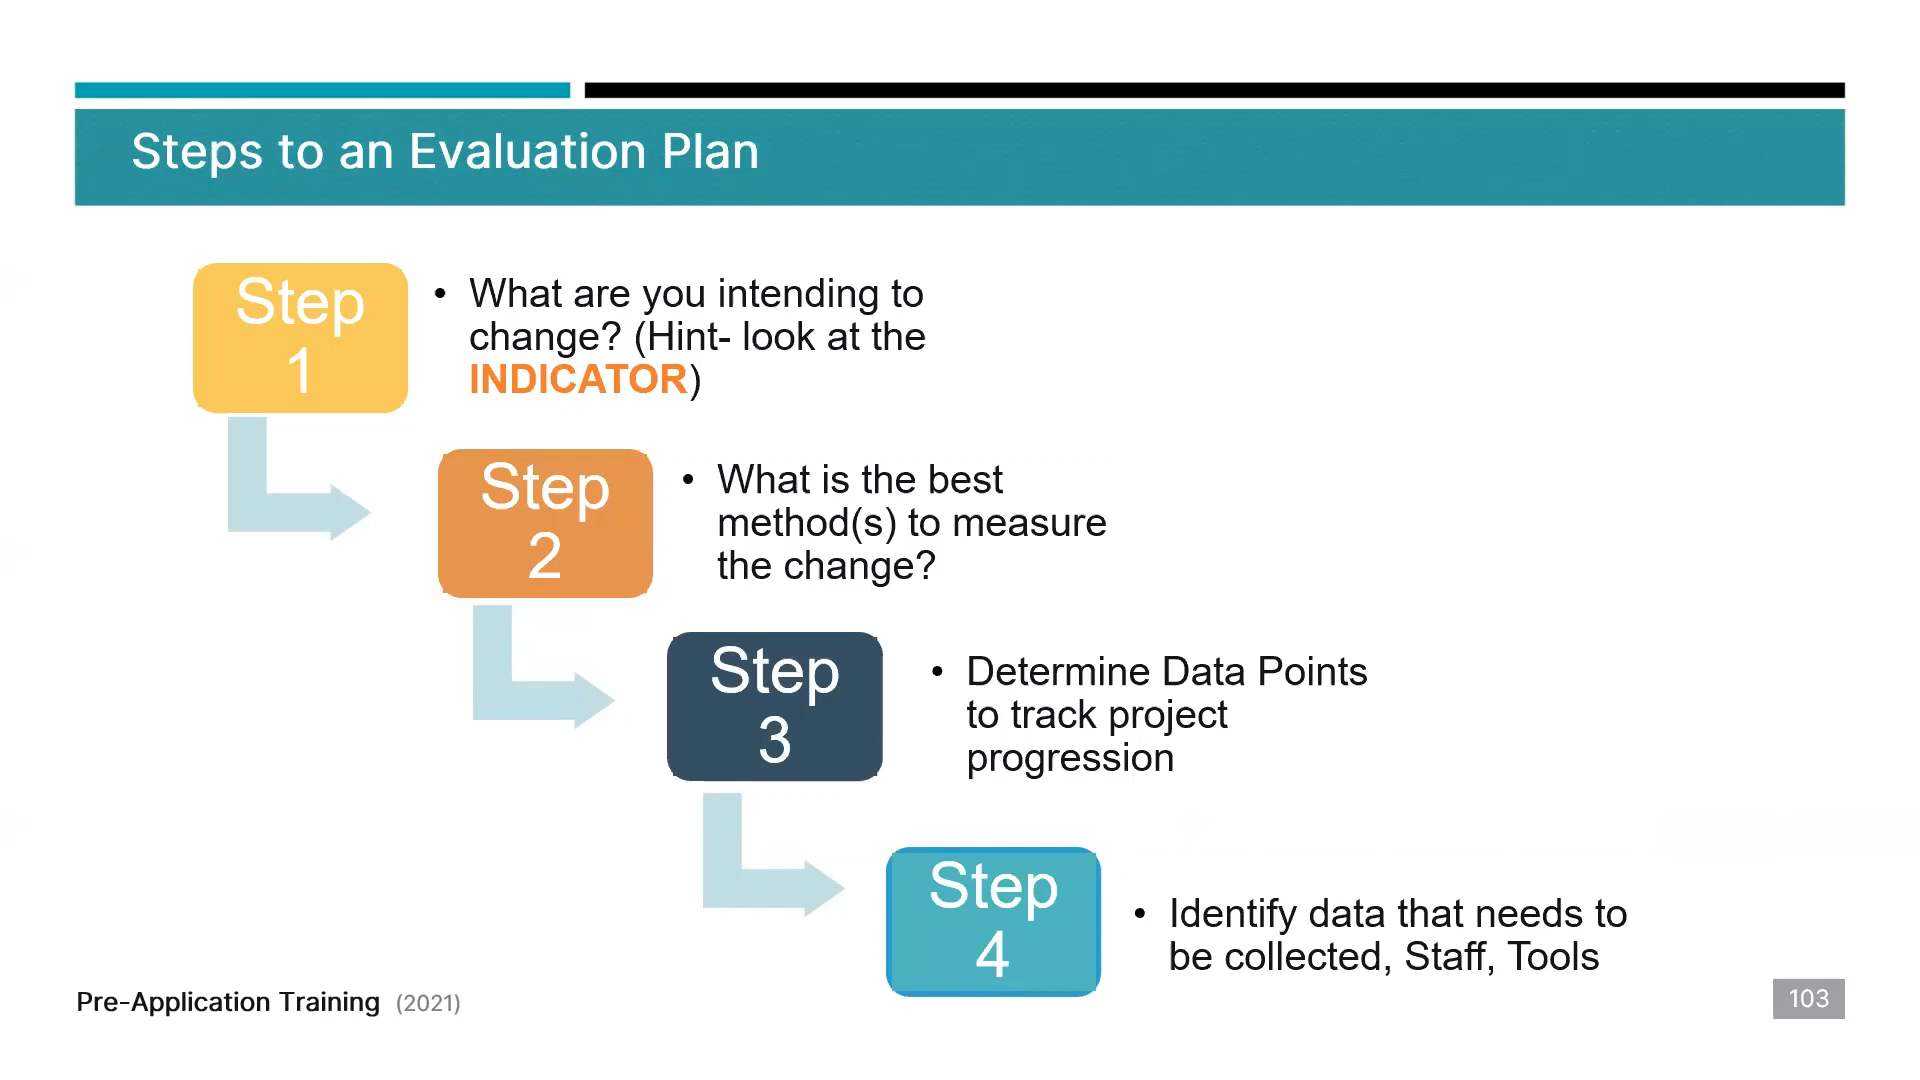 Steps to an Evaluation Plan
Step
1
• What are you intending to
change? (Hint- look at the
INDICATOR)
Step
2
• What is the best
method(s) to measure
the change?
Step
3
• Determine Data Points
to track project
progression
Step
4
• Identify data that needs to
be collected, Staff, Tools
Pre-Application Training (2021)
103